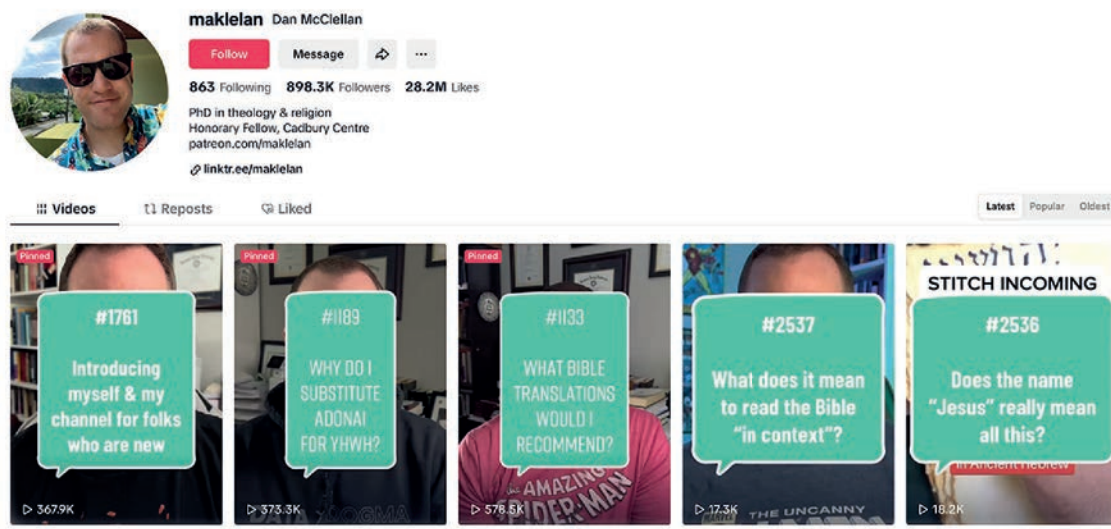 maklelan Dan McClellan
Follow Message ...
863 Following 898.3K Followers 28.2M Likes
PhD in theology & religion
Honorary Fellow, Cadbury Centre
patreon.com/maklelan
linktr.ee/maklelan
Videos Reposts Liked
Latest Popular Oldest
Pinned
#1761
Introducing
myself & my
channel for folks
who are new
367.9K
Pinned
#1189
WHY DO I
SUBSTITUTE
ADONAI
FOR YHWH?
373.3K
Pinned
#1133
WHAT BIBLE
TRANSLATIONS
WOULD I
RECOMMEND?
the AMAZING
SPIDER-MAN
578.5K
#2537
What does it mean
to read the Bible
"in context"?
THE UNCANNY
17.3K
STITCH INCOMING
#2536
Does the name
"Jesus" really mean
all this?
in Ancient Hebrew
18.2K